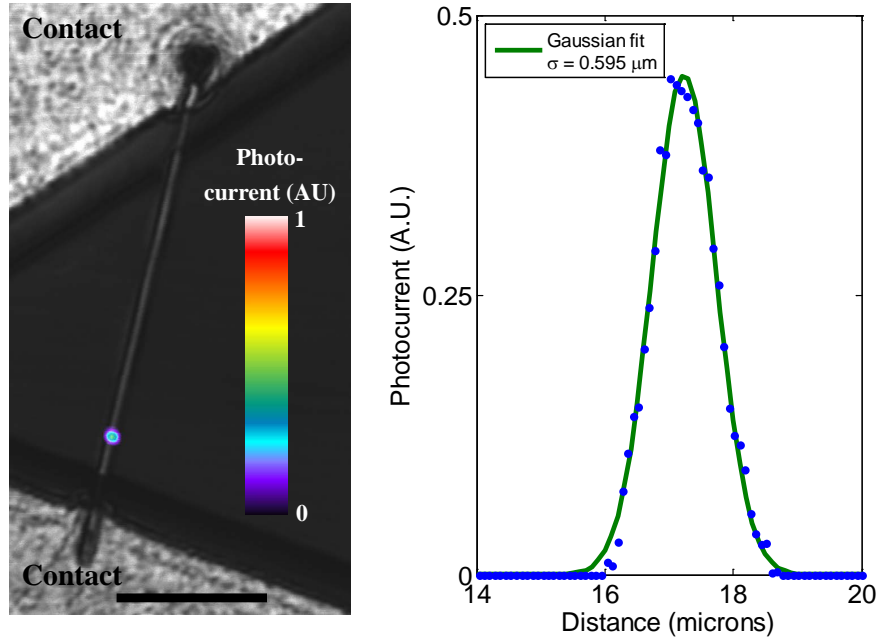 Contact
Photo-
current (AU)
1
0
Contact
0.5
0.25
0
Photocurrent (A.U.)
Gaussian fit
σ = 0.595 μm
14
16
18
20
Distance (microns)